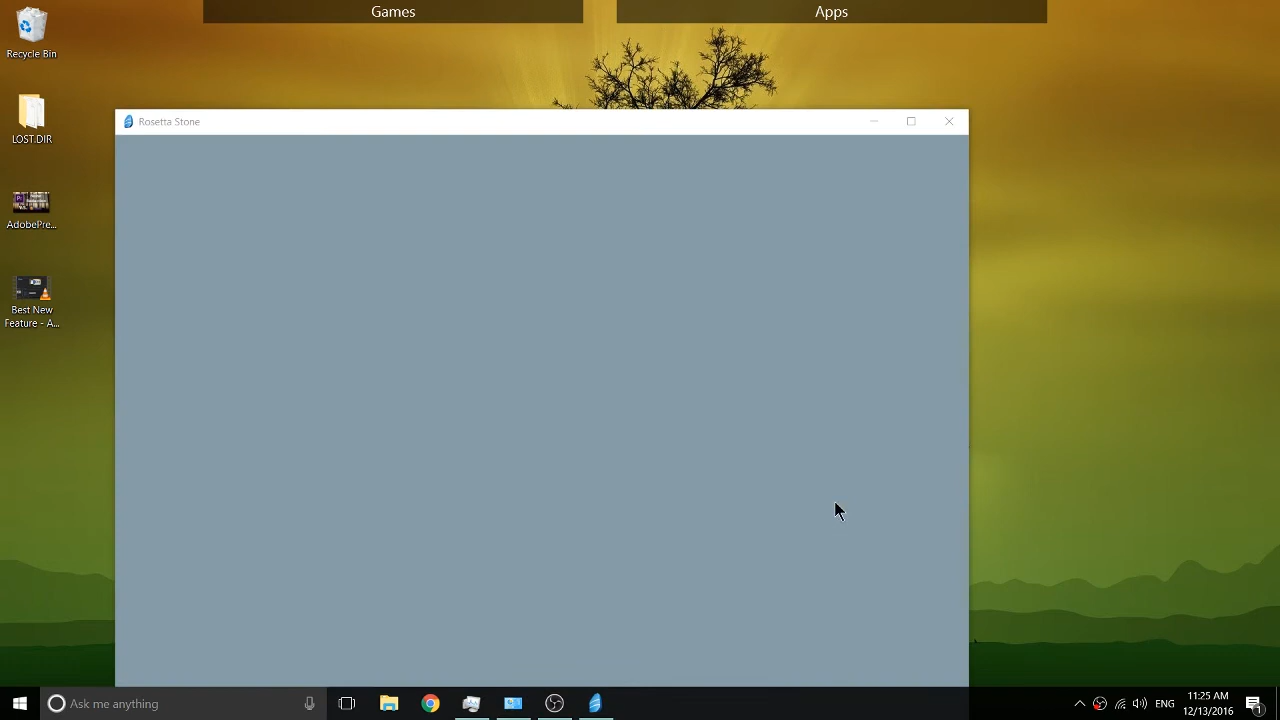 Games
Apps
Recycle Bin
LOST.DIR
AdobePre...
Best New
Feature - A...
Rosetta Stone
Ask me anything
ENG
11:25 AM
12/13/2016
1